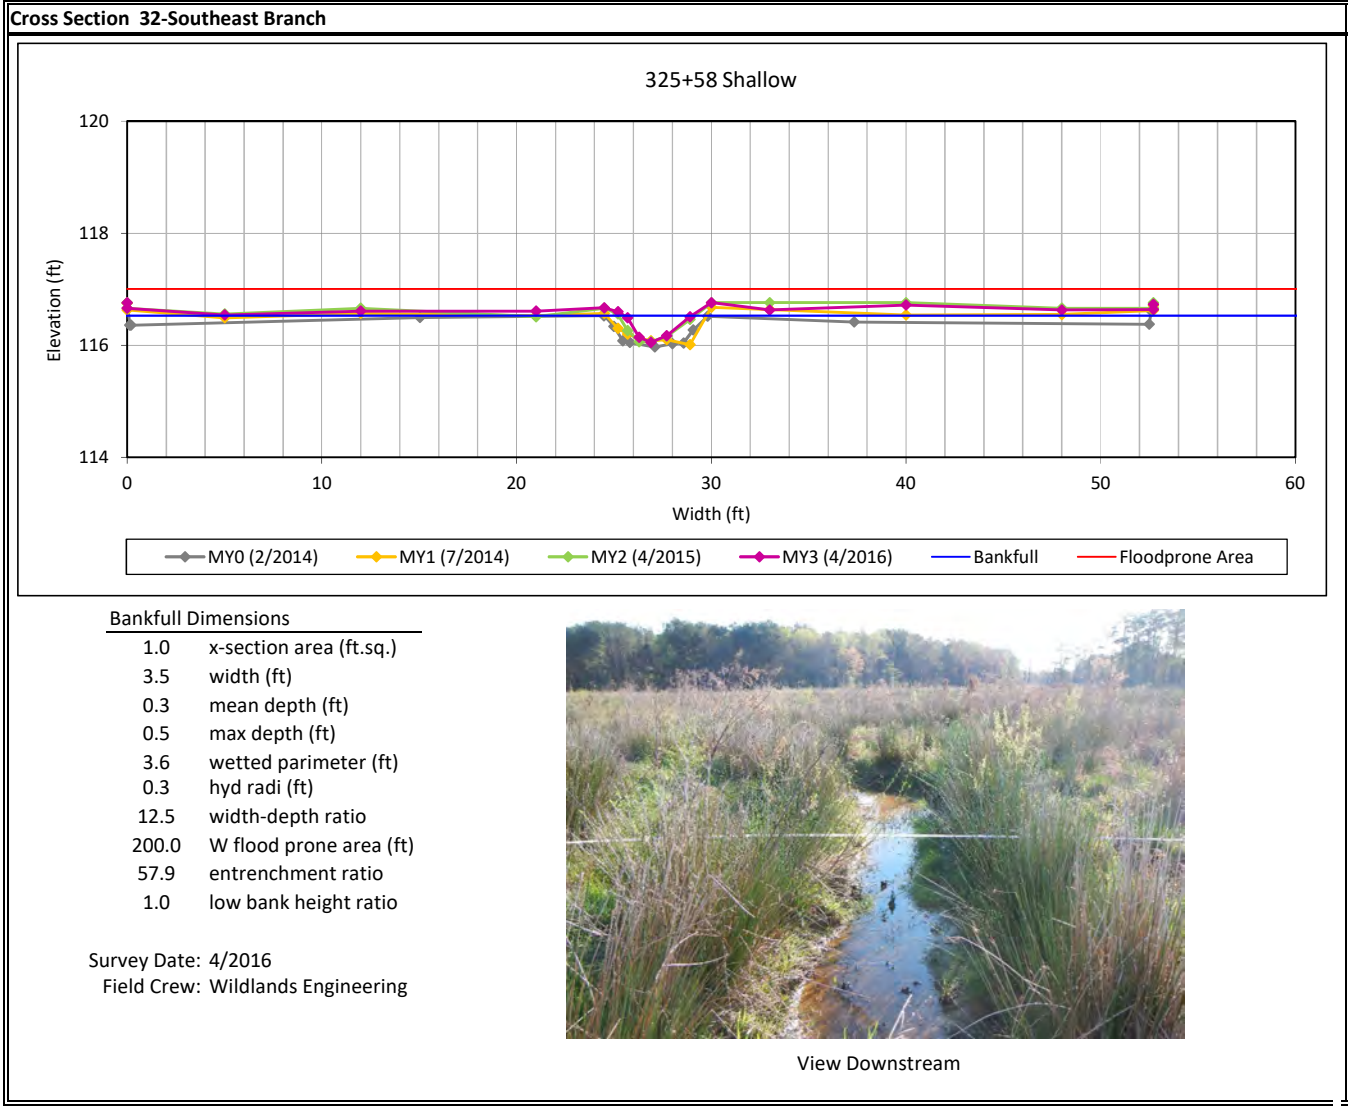 Cross Section 32-Southeast Branch
325+58 Shallow
120
118
116
114
Elevation (ft)
0 10 20 30 40 50 60
Width (ft)
MY0 (2/2014) MY1 (7/2014) MY2 (4/2015) MY3 (4/2016) Bankfull Floodprone Area
Bankfull Dimensions
1.0 x-section area (ft.sq.)
3.5 width (ft)
0.3 mean depth (ft)
0.5 max depth (ft)
3.6 wetted parimeter (ft)
0.3 hyd radi (ft)
12.5 width-depth ratio
200.0 W flood prone area (ft)
57.9 entrenchment ratio
1.0 low bank height ratio
Survey Date: 4/2016
Field Crew: Wildlands Engineering
View Downstream